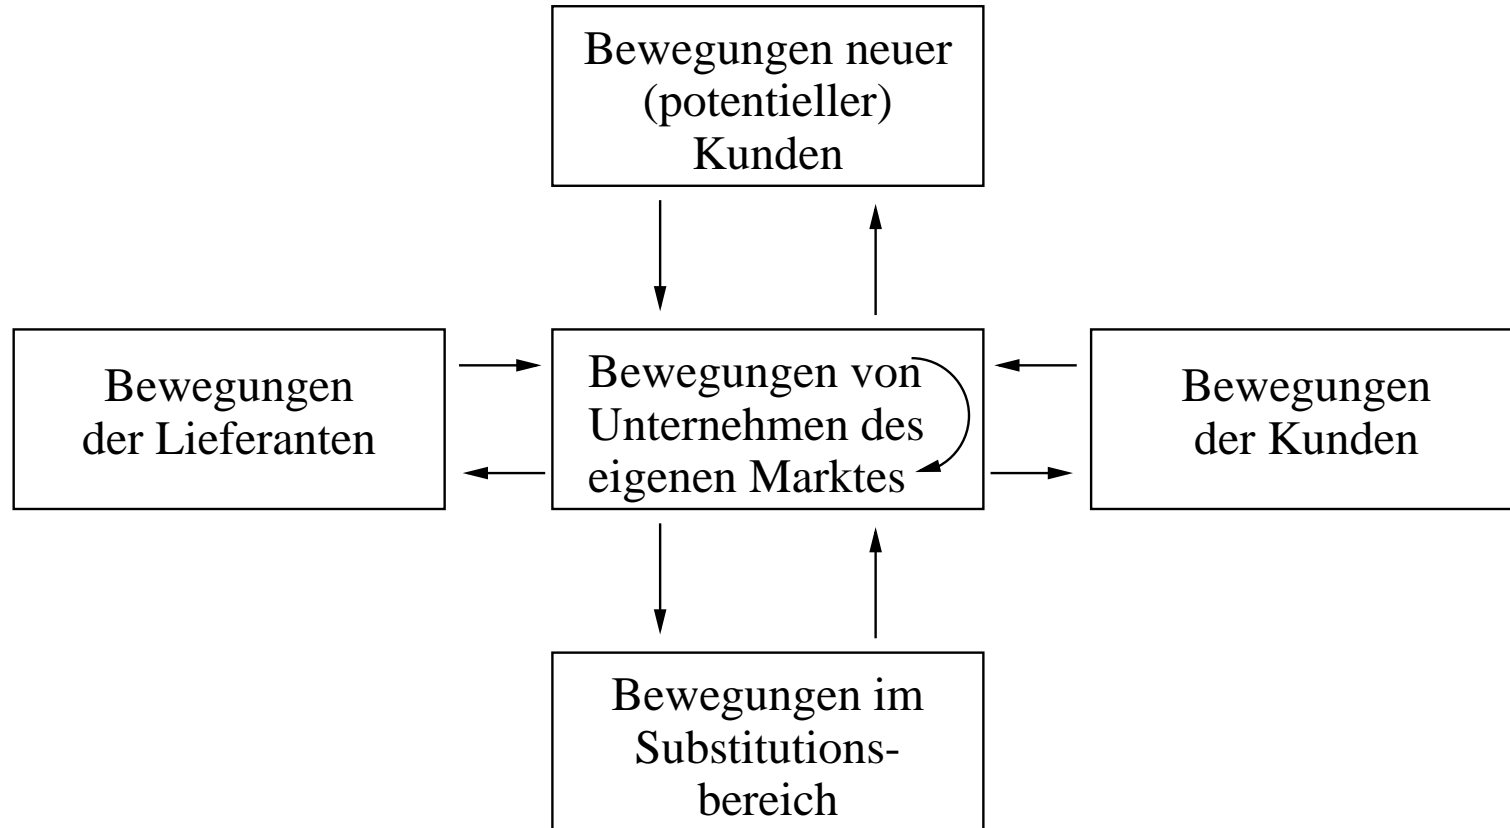 Bewegungen neuer
(potentieller)
Kunden
Bewegungen
der Lieferanten
Bewegungen von
Unternehmen des
eigenen Marktes
Bewegungen
der Kunden
Bewegungen im
Substitutions-
bereich